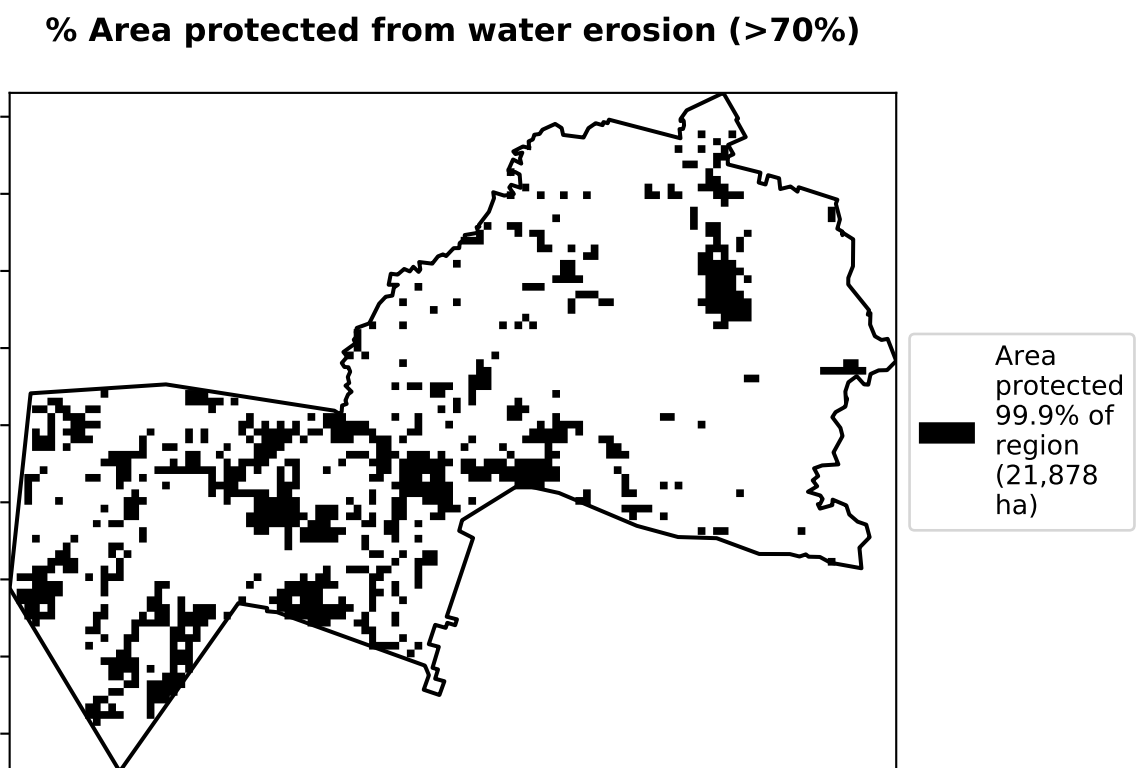 % Area protected from water erosion (>70%)
Area
protected
99.9% of
region
(21,878
ha)